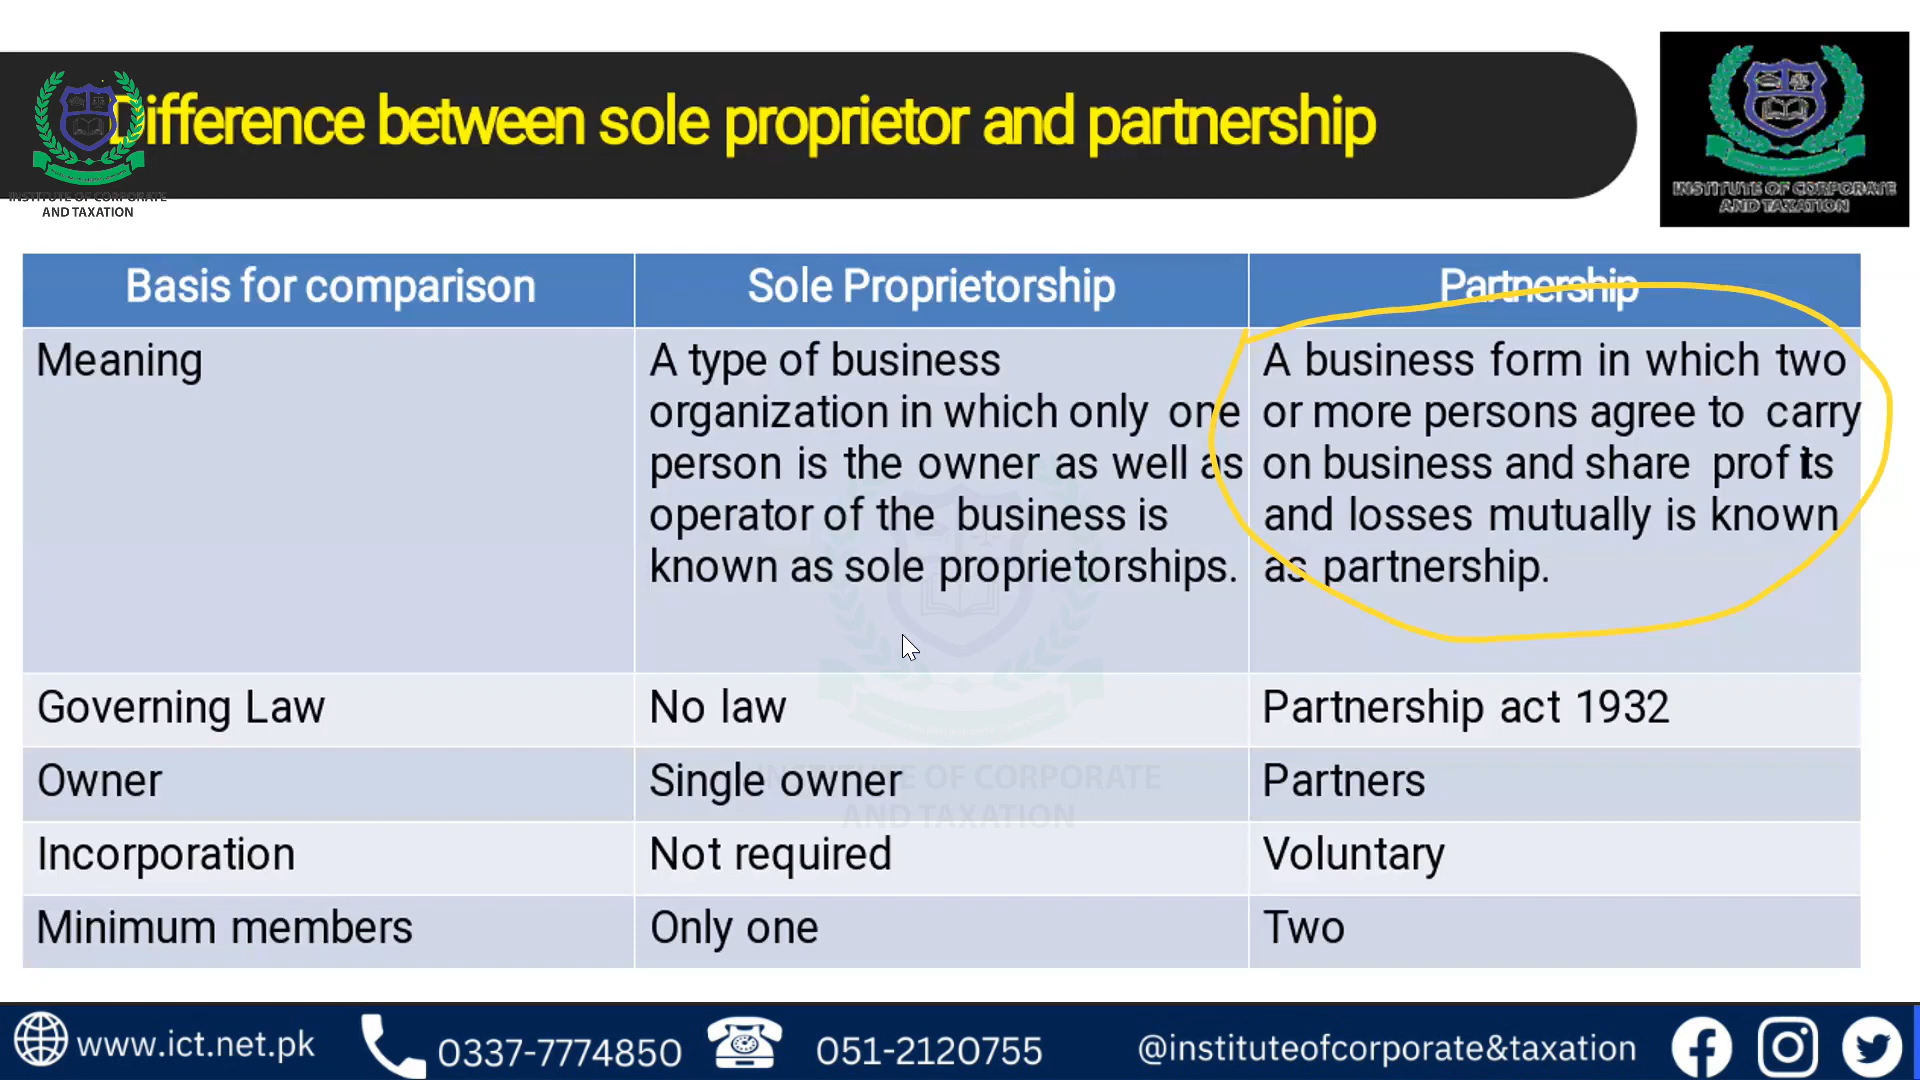 Difference between sole proprietor and partnership
INSTITUTE OF CORPORATE
AND TAXATION
INSTITUTE OF CORPORATE
AND TAXATION
Basis for comparison Sole Proprietorship Partnership
Meaning
A type of business
organization in which only one
person is the owner as well as
operator of the business is
known as sole proprietorships.
A business form in which two
or more persons agree to carry
on business and share profits
and losses mutually is known
as partnership.
Governing Law No law Partnership act 1932
Owner Single owner Partners
Incorporation Not required Voluntary
Minimum members Only one Two
INSTITUTE OF CORPORATE
AND TAXATION
www.ict.net.pk 0337-7774850 051-2120755 @instituteofcorporate&taxation